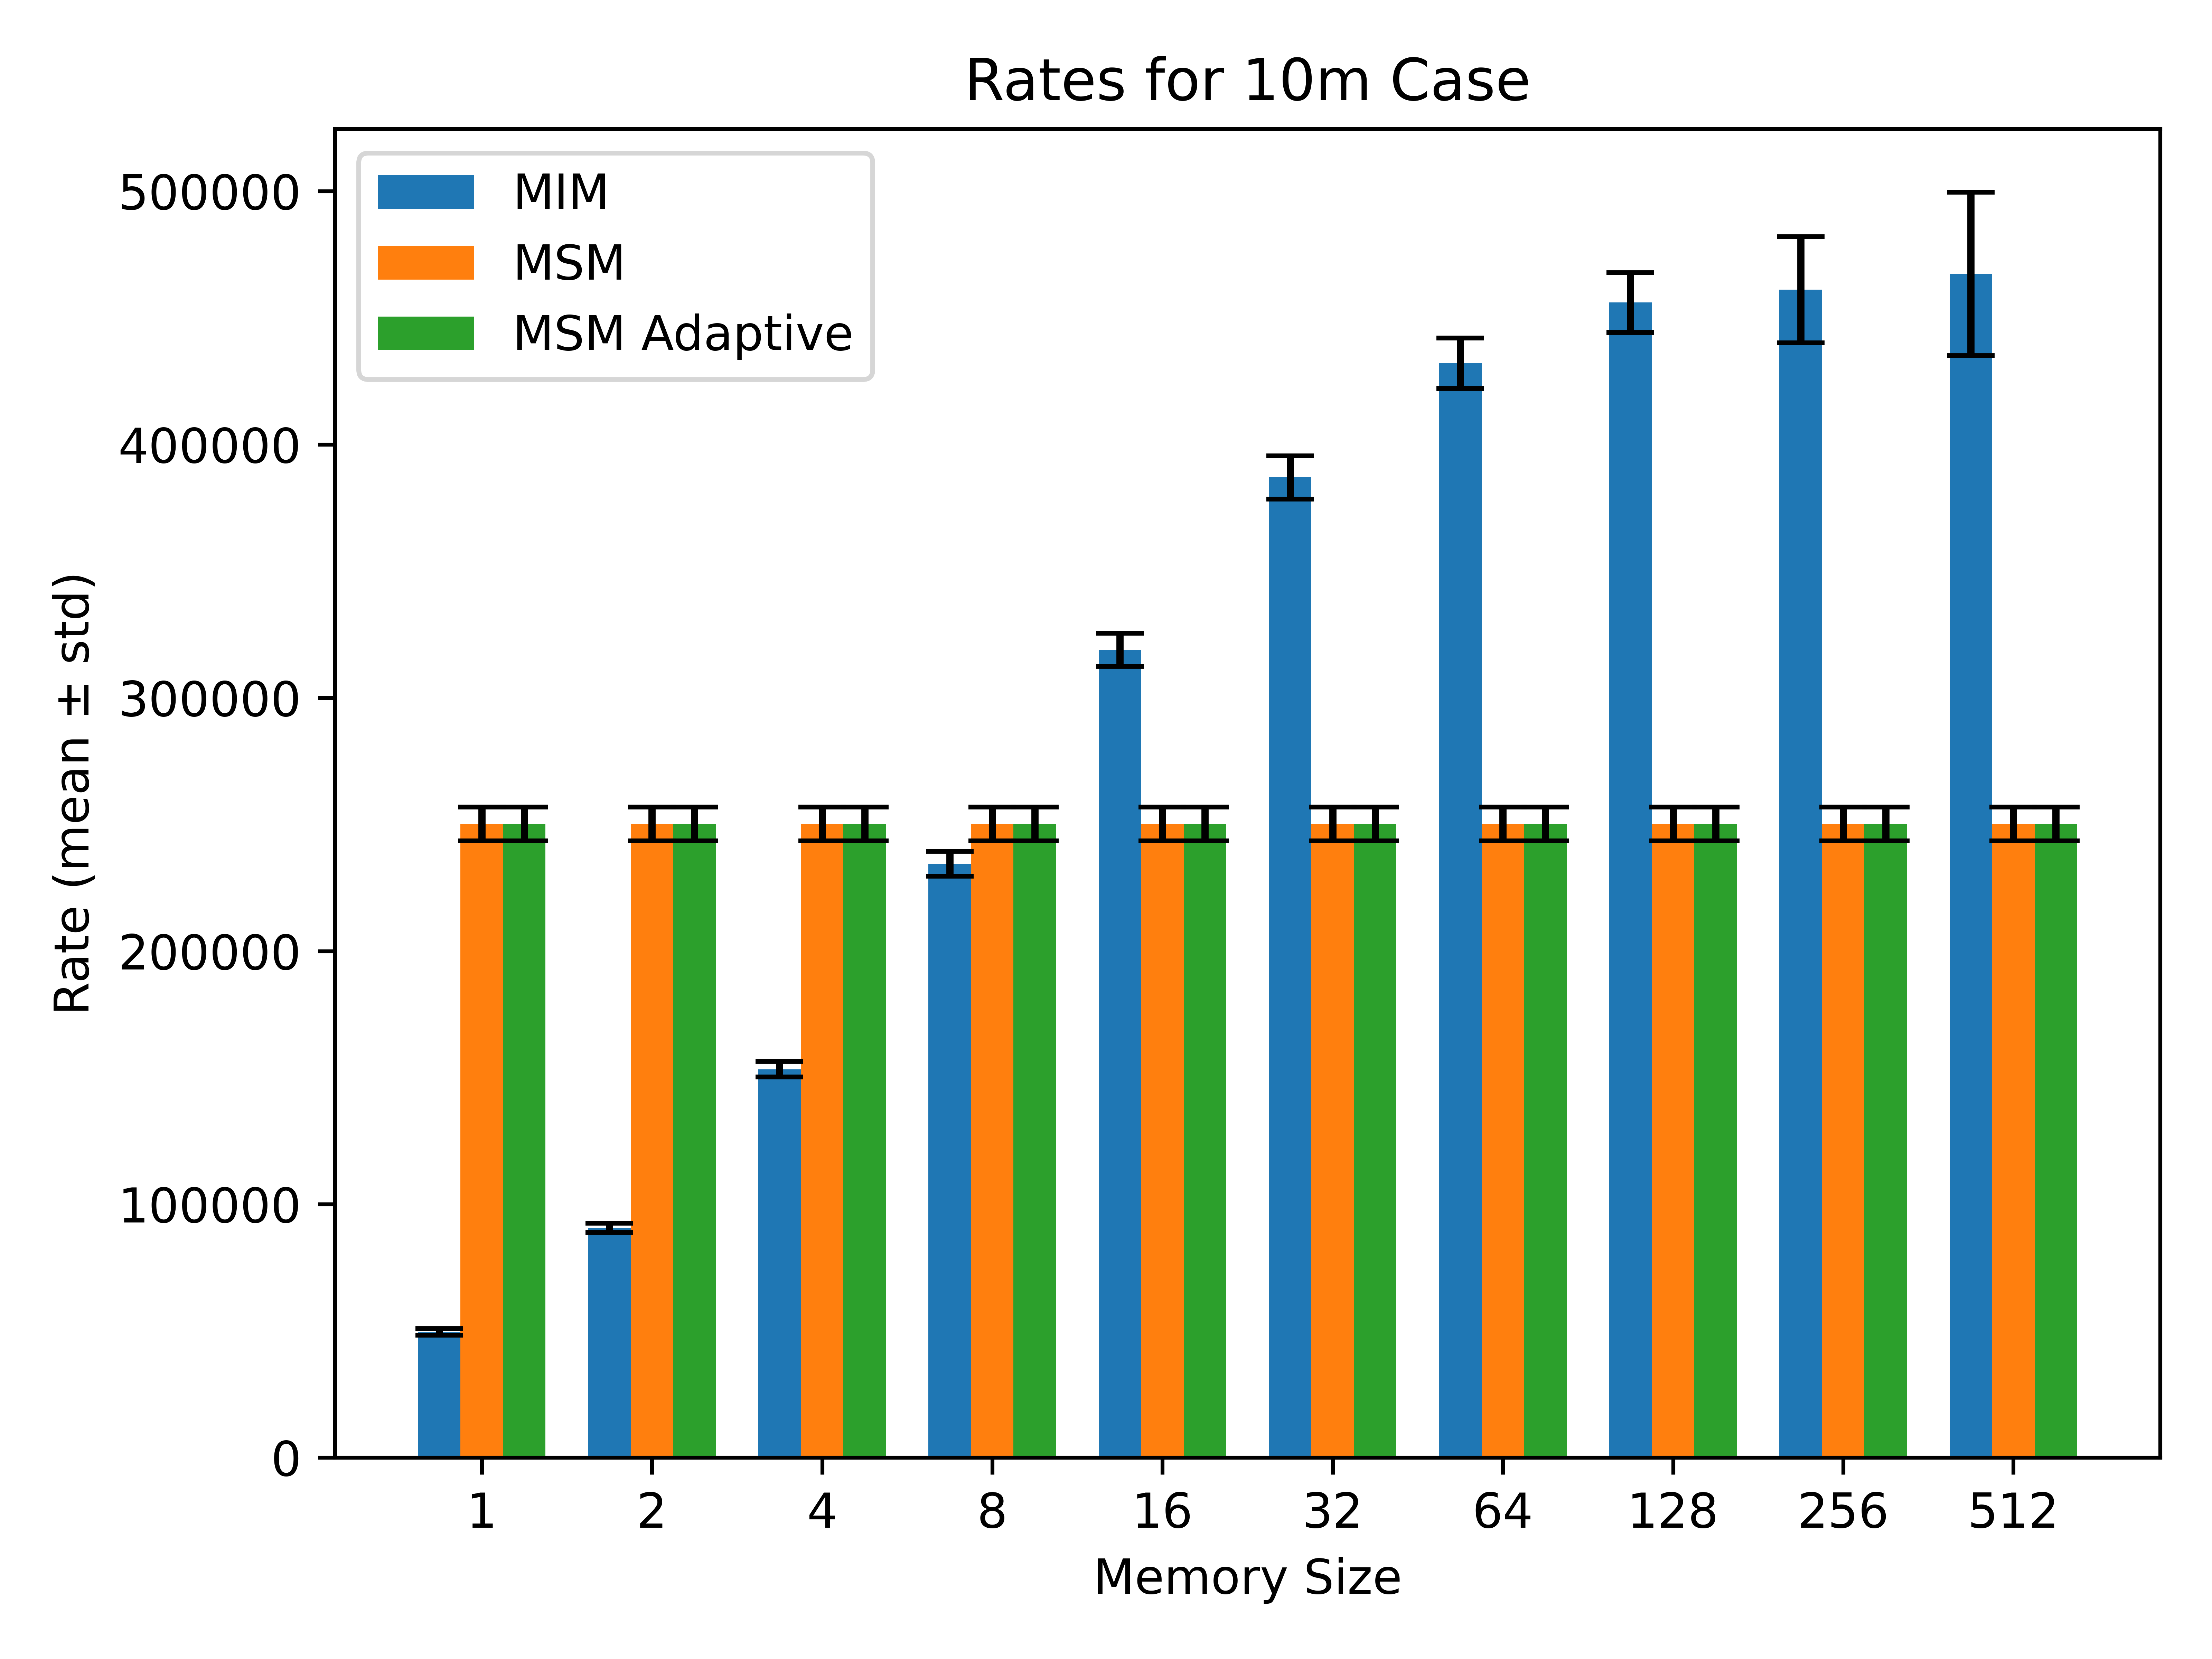 Rates for 10m Case
MIM
MSM
MSM Adaptive
500000
400000
300000
200000
100000
0
Rate (mean ± std)
1 2 4 8 16 32 64 128 256 512
Memory Size